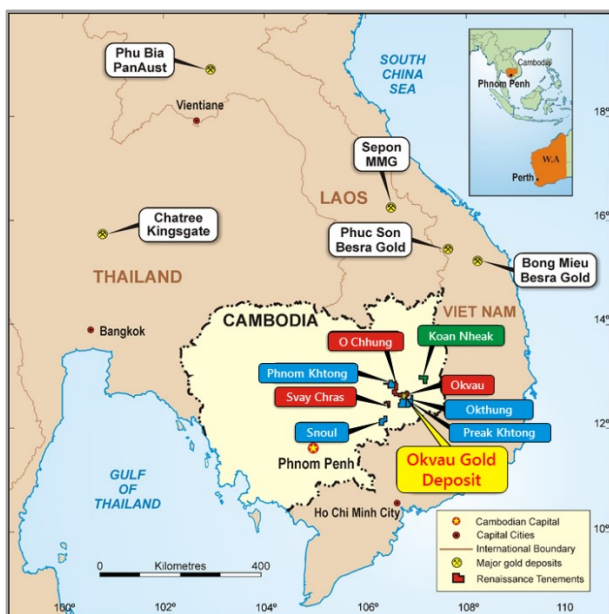 Phu Bia
PanAust
Vientiane
SOUTH
CHINA
SEA
Cambodia
Phnom Penh
W.A
Perth
Sepon
MMG
LAOS
Chatree
Kingsgate
Phuc Son
Besra Gold
Bong Mieu
Besra Gold
THAILAND
VIET NAM
Bangkok
CAMBODIA
O Chhung
Koan Nheak
Phnom Khtong
Okvau
Svay Chras
Okthung
Snoul
Preak Khtong
Phnom Penh
Okvau Gold
Deposit
GULF
OF
THAILAND
Ho Chi Minh City
0
Kilometres
400
Cambodian Capital
Capital Cities
International Boundary
Major gold deposits
Renaissance Tenements
18°
16°
14°
12°
10°
100°
102°
104°
106°
107°
108°